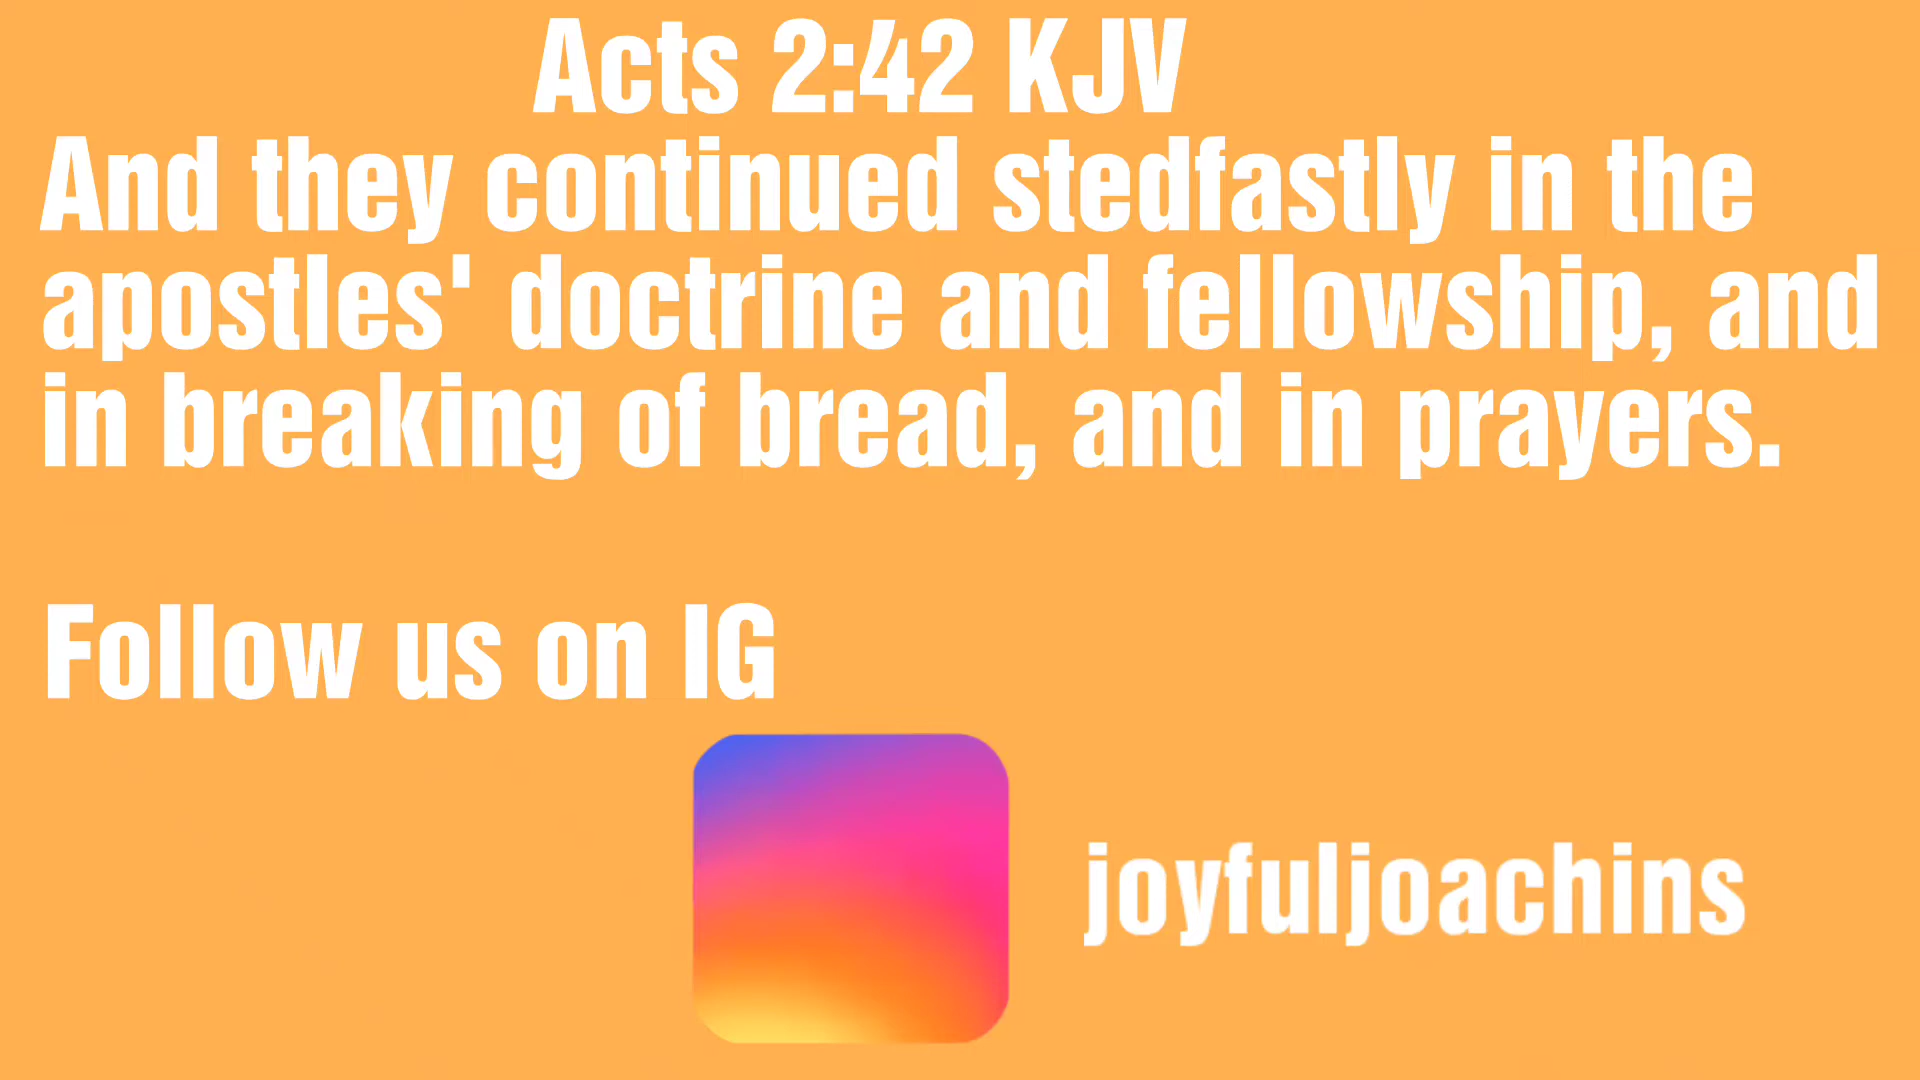 Acts 2:42 KJV
And they continued stedfastly in the
apostles' doctrine and fellowship, and
in breaking of bread, and in prayers.
Follow us on IG
joyfuljoachins